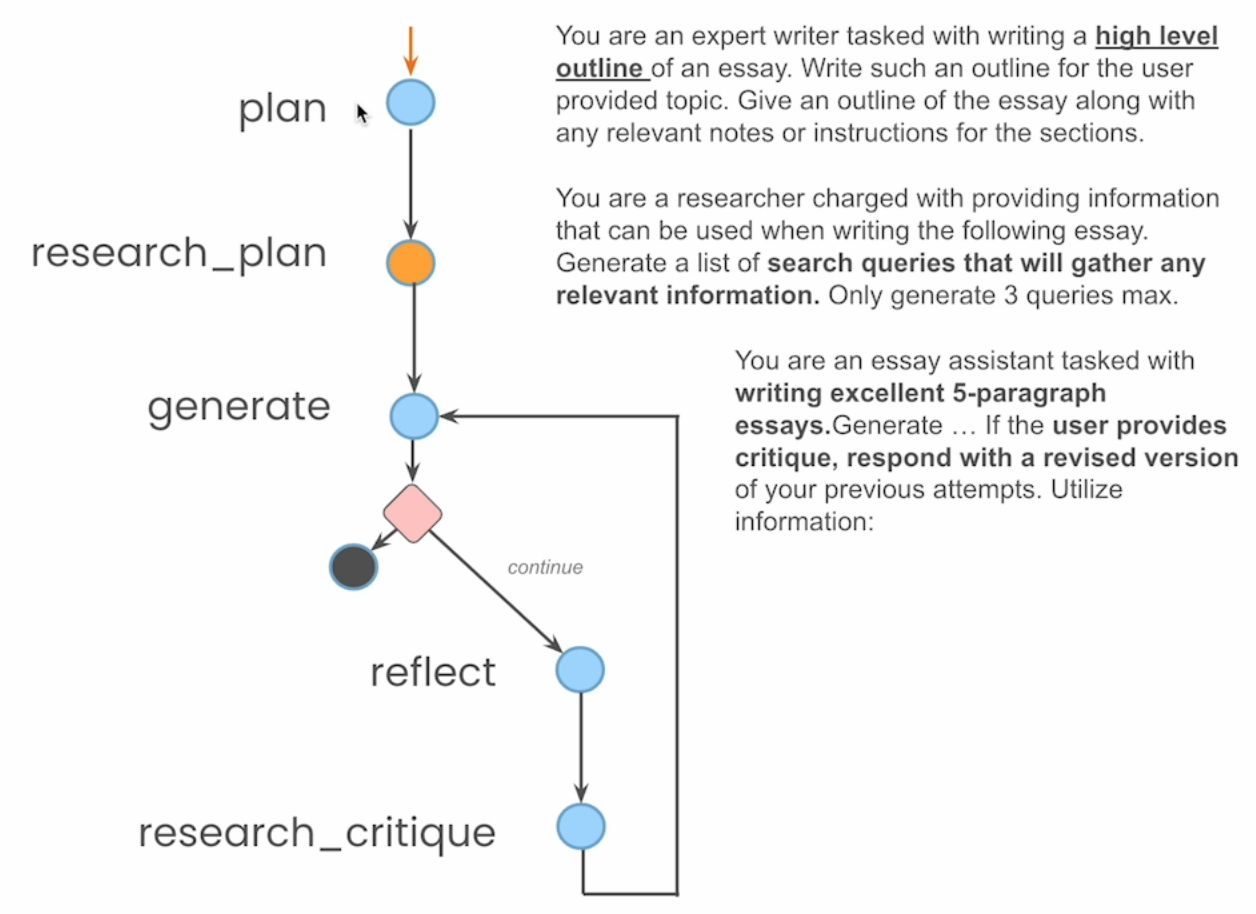 plan
You are an expert writer tasked with writing a high level
outline of an essay. Write such an outline for the user
provided topic. Give an outline of the essay along with
any relevant notes or instructions for the sections.
research_plan
You are a researcher charged with providing information
that can be used when writing the following essay.
Generate a list of search queries that will gather any
relevant information. Only generate 3 queries max.
generate
You are an essay assistant tasked with
writing excellent 5-paragraph
essays.Generate … If the user provides
critique, respond with a revised version
of your previous attempts. Utilize
information:
continue
reflect
research_critique